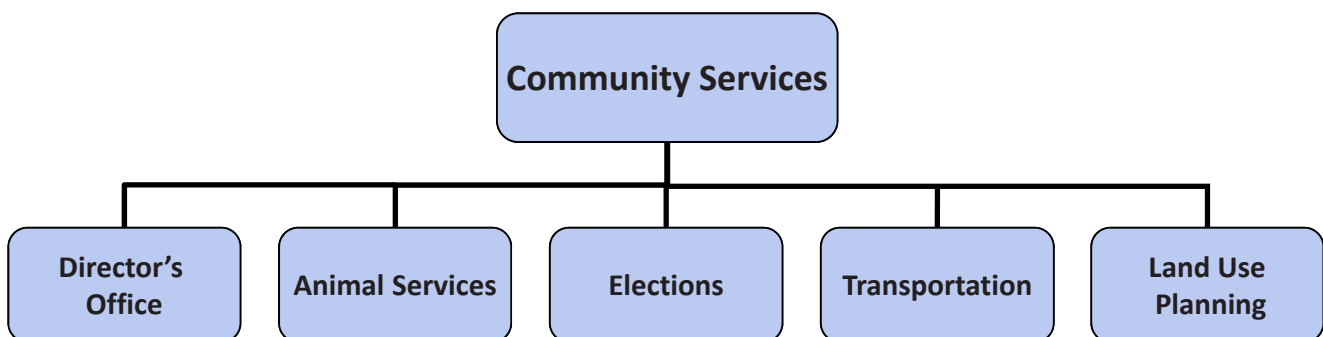 Community Services
Director’s
Office
Animal Services
Elections
Transportation
Land Use
Planning